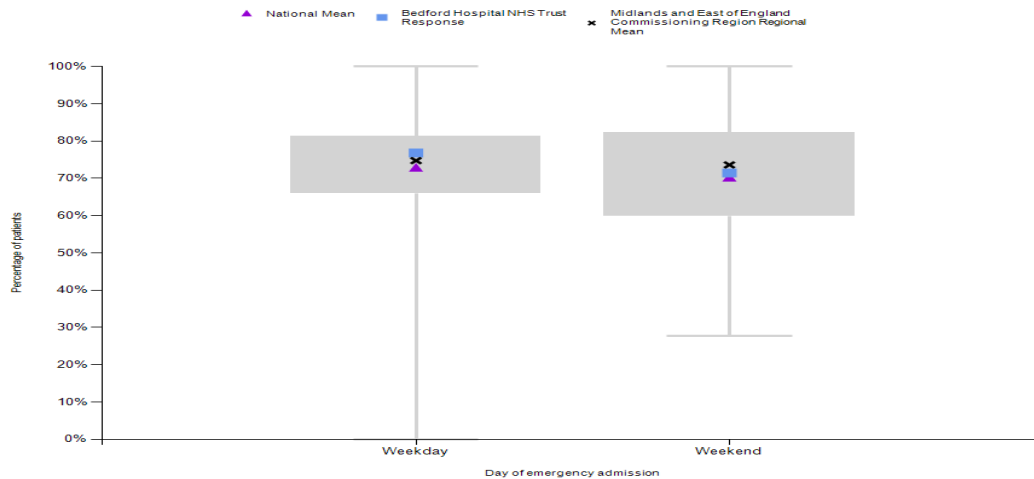 National Mean
Bedford Hospital NHS Trust
Response
Midlands and East of England
Commissioning Region Regional
Mean
100%
90%
80%
70%
60%
50%
40%
30%
20%
10%
0%
Percentage of patients
Weekday
Weekend
Day of emergency admission